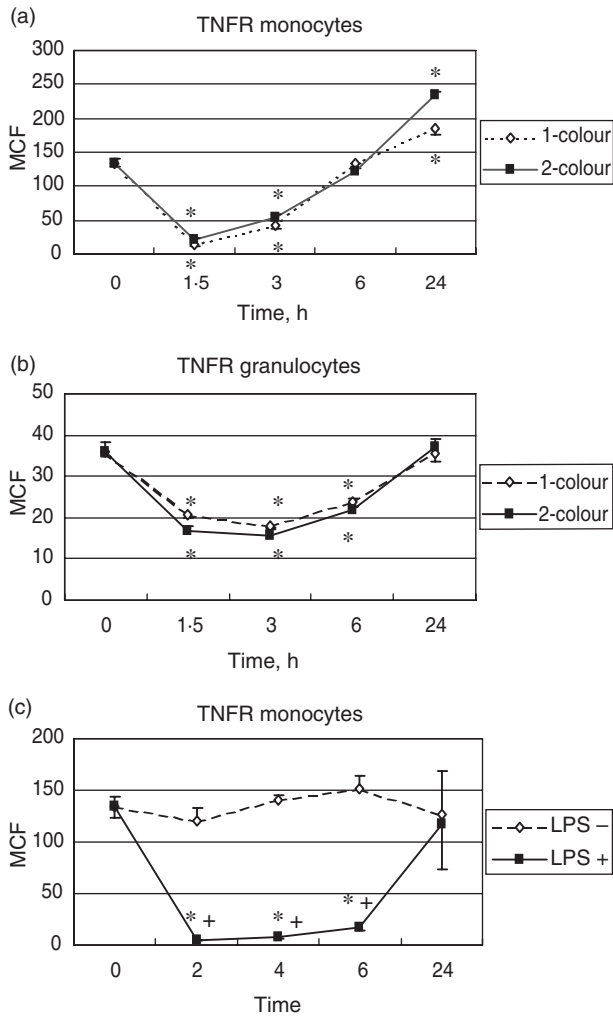 (a)
TNFR monocytes
300
250
200
150
100
50
0
MCF
* * * * * *
0 1·5 3 6 24
Time, h
1-colour
2-colour
(b)
TNFR granulocytes
50
40
30
20
10
0
MCF
* * * * * *
0 1·5 3 6 24
Time, h
1-colour
2-colour
(c)
TNFR monocytes
200
150
100
50
0
MCF
*+ *+ *+
0 2 4 6 24
Time
LPS −
LPS +